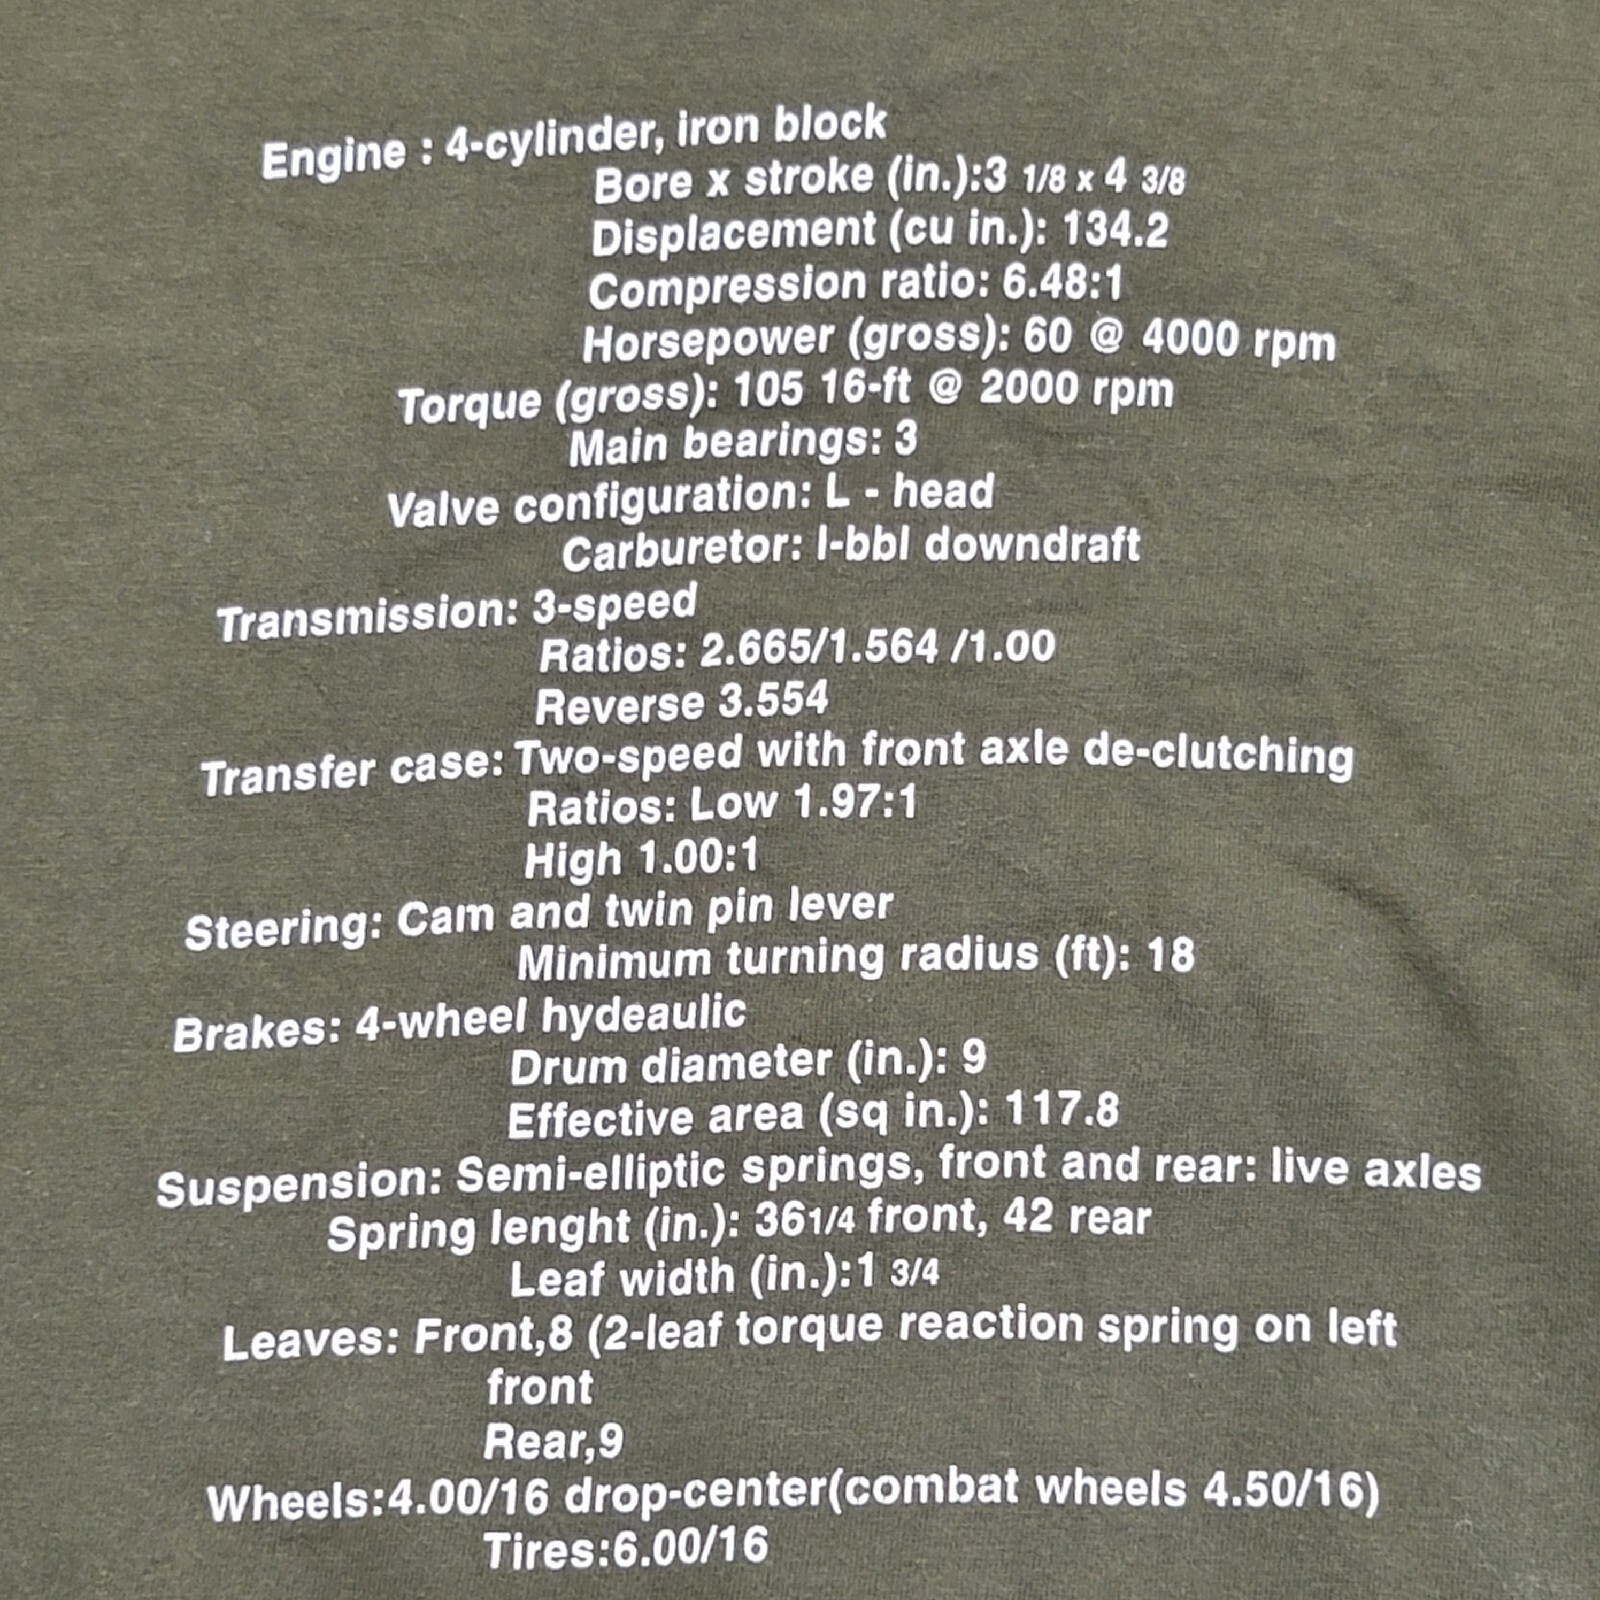 Engine : 4-cylinder, iron block
Bore x stroke (in.):3 1/8 x 4 3/8
Displacement (cu in.): 134.2
Compression ratio: 6.48:1
Horsepower (gross): 60 @ 4000 rpm
Torque (gross): 105 16-ft @ 2000 rpm
Main bearings: 3
Valve configuration: L - head
Carburetor: l-bbl downdraft
Transmission: 3-speed
Ratios: 2.665/1.564 /1.00
Reverse 3.554
Transfer case: Two-speed with front axle de-clutching
Ratios: Low 1.97:1
High 1.00:1
Steering: Cam and twin pin lever
Minimum turning radius (ft): 18
Brakes: 4-wheel hydeaulic
Drum diameter (in.): 9
Effective area (sq in.): 117.8
Suspension: Semi-elliptic springs, front and rear: live axles
Spring lenght (in.): 361/4 front, 42 rear
Leaf width (in.):1 3/4
Leaves: Front,8 (2-leaf torque reaction spring on left
front
Rear,9
Wheels:4.00/16 drop-center(combat wheels 4.50/16)
Tires:6.00/16